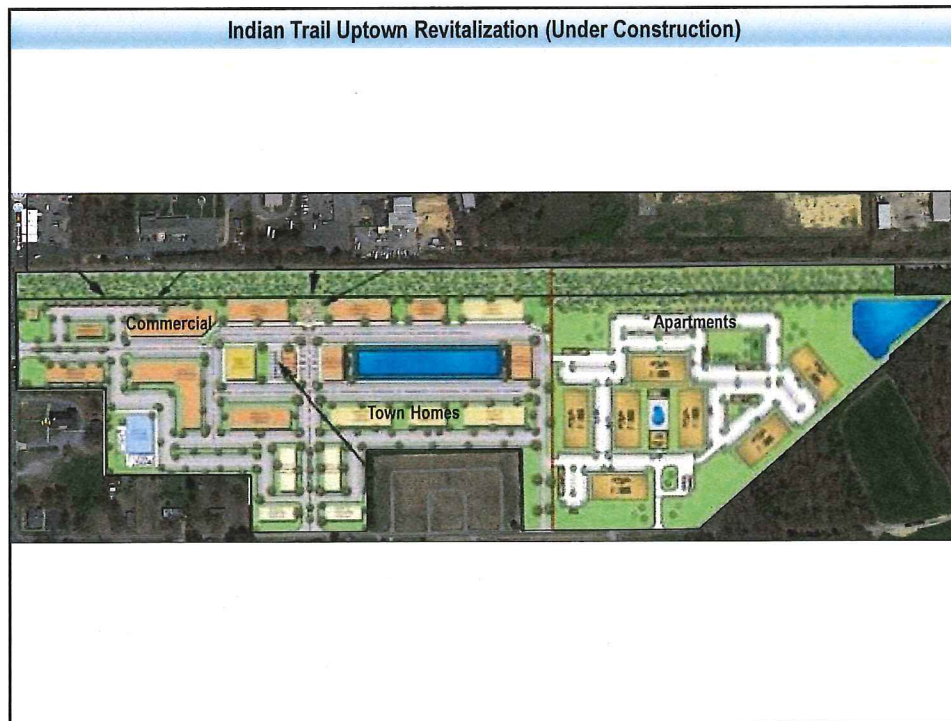 Indian Trail Uptown Revitalization (Under Construction)
Commercial
Apartments
Town Homes